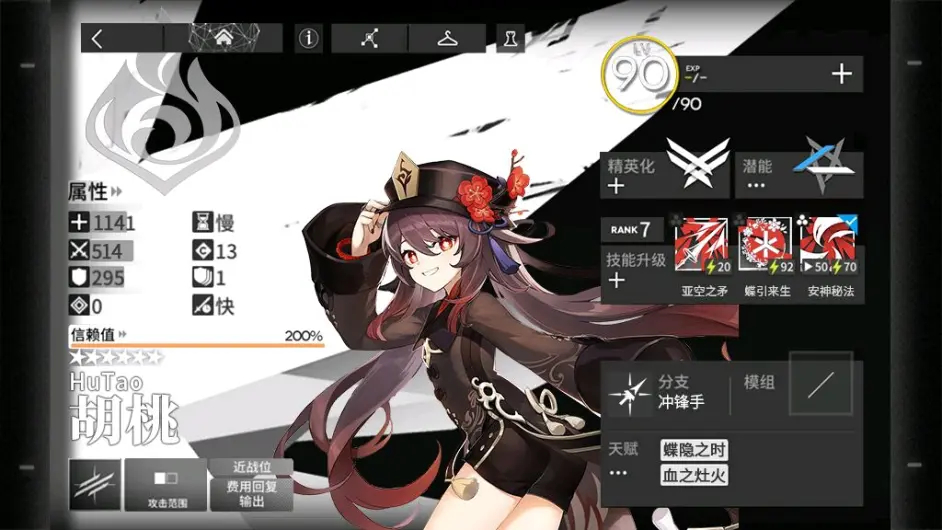 LV
90
EXP
-/-
/90
精英化
潜能
属性
1141
慢
514
13
295
1
0
快
信赖值
200%
HuTao
胡桃
近战位
费用回复
输出
攻击范围
RANK 7
技能升级
20
92
50
70
亚空之矛
蝶引来生
安神秘法
分支
冲锋手
模组
天赋
蝶隐之时
血之灶火